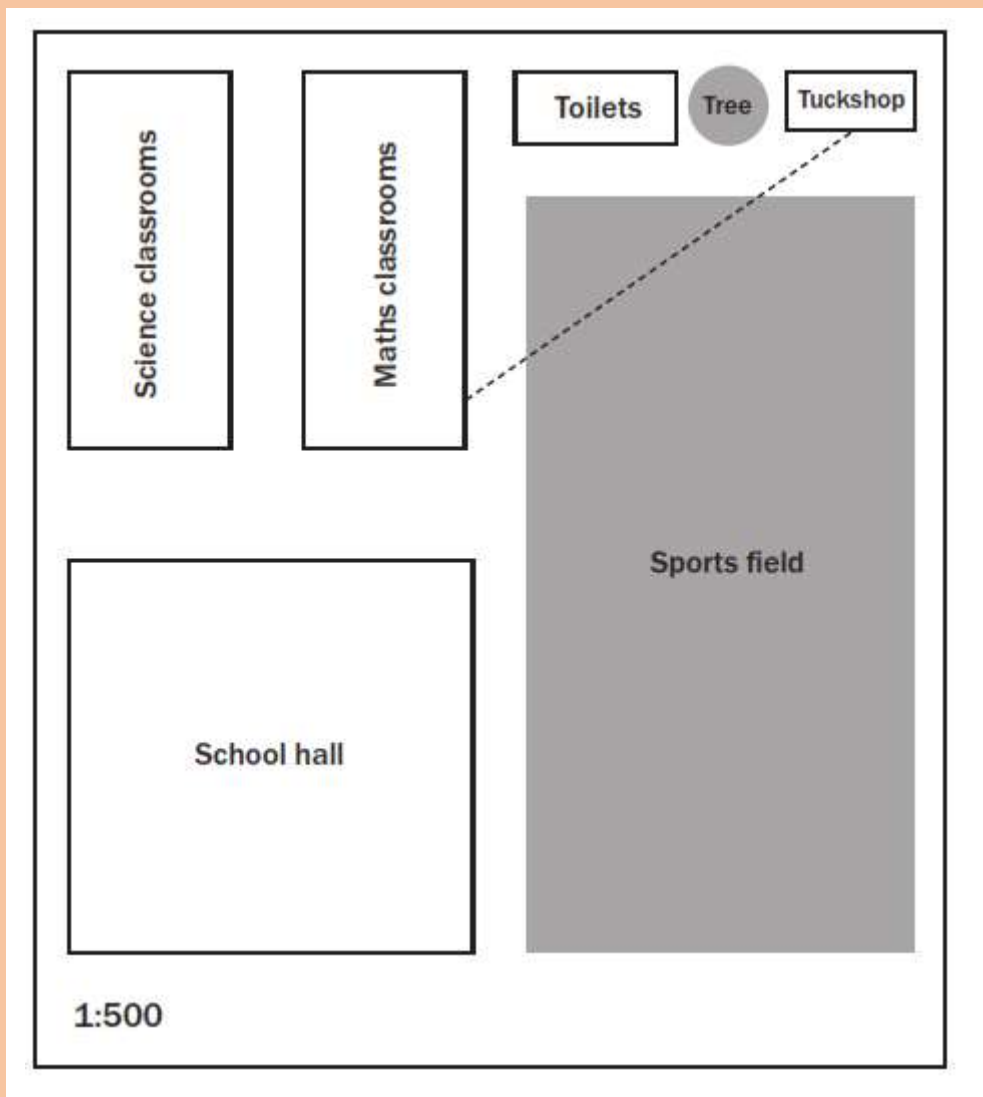 Science classrooms
Maths classrooms
Toilets
Tree
Tuckshop
Sports field
School hall
1:500